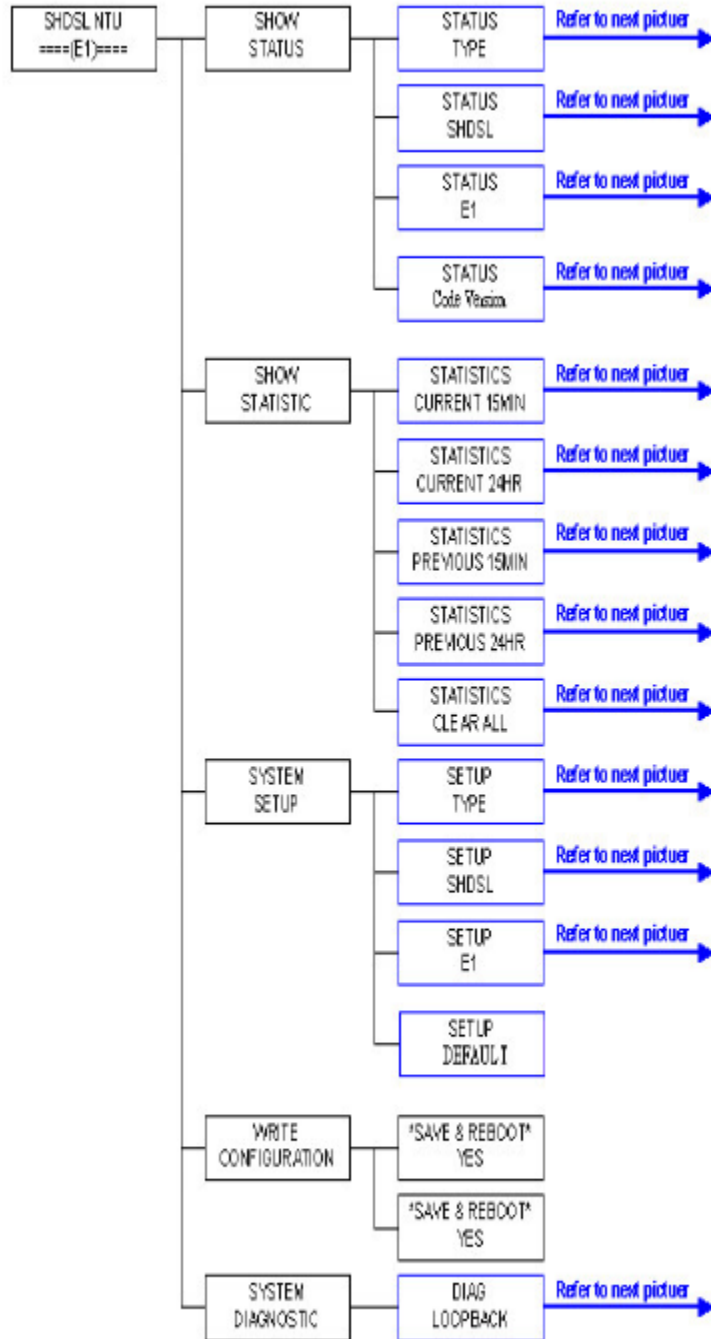 SHDSL NTU
====(E1)====
SHOW
STATUS
STATUS
TYPE
Refer to next pictuer
STATUS
SHDSL
Refer to next pictuer
STATUS
E1
Refer to next pictuer
STATUS
Code Version
Refer to next pictuer
SHOW
STATISTIC
STATISTICS
CURRENT 15MIN
Refer to next pictuer
STATISTICS
CURRENT 24HR
Refer to next pictuer
STATISTICS
PREVIOUS 15MIN
Refer to next pictuer
STATISTICS
PREVIOUS 24HR
Refer to next pictuer
STATISTICS
CLEAR ALL
Refer to next pictuer
SYSTEM
SETUP
SETUP
TYPE
Refer to next pictuer
SETUP
SHDSL
Refer to next pictuer
SETUP
E1
Refer to next pictuer
SETUP
DEFAULT
WRITE
CONFIGURATION
*SAVE & REBOOT*
YES
*SAVE & REBOOT*
YES
SYSTEM
DIAGNOSTIC
DIAG
LOOPBACK
Refer to next pictuer